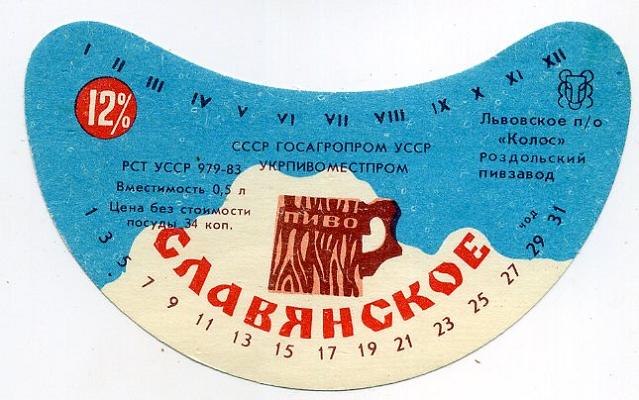 I II III IV V VI VII VIII IX X XI XII
12%
СССР ГОСАГРОПРОМ УССР
УКРПИВОМЕСТПРОМ
РСТ УССР 979-83
Вместимость 0,5 л
Цена без стоимости
посуды 34 коп.
Львовское п/о
«Колос»
Роздольский
пивзавод
ПИВО
СЛАВЯНСКОЕ
1 3 5 7 9 11 13 15 17 19 21 23 25 27 29 31